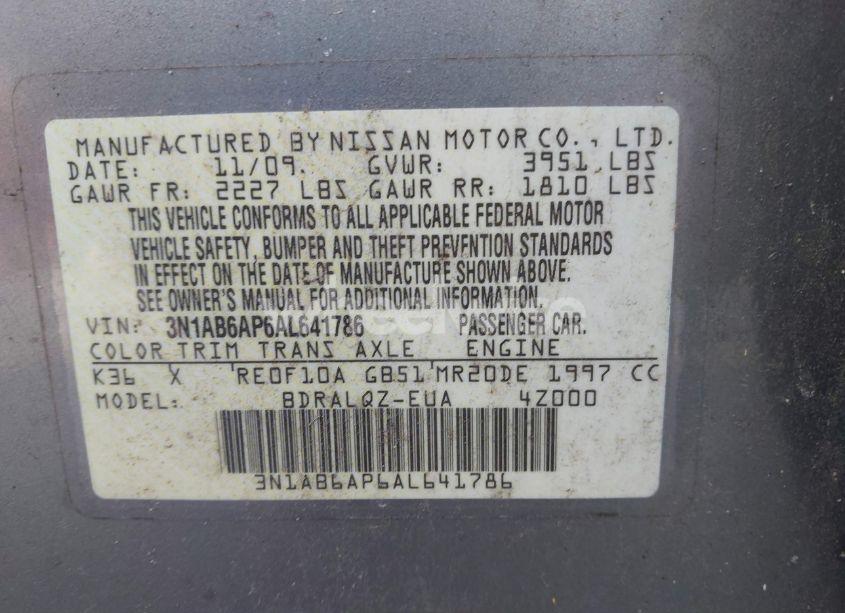 MANUFACTURED BY NISSAN MOTOR CO., LTD.
DATE: 11/09. GVWR: 3951 LBS
GAWR FR: 2227 LBS GAWR RR: 1810 LBS
THIS VEHICLE CONFORMS TO ALL APPLICABLE FEDERAL MOTOR
VEHICLE SAFETY, BUMPER AND THEFT PREVENTION STANDARDS
IN EFFECT ON THE DATE OF MANUFACTURE SHOWN ABOVE.
SEE OWNER'S MANUAL FOR ADDITIONAL INFORMATION.
VIN: 3N1AB6AP6AL641786 PASSENGER CAR.
COLOR TRIM TRANS AXLE ENGINE
K36 X RE0F10A GB51 MR20DE 1997 CC
MODEL: BDRALQZ-EUA 4Z000
3N1AB6AP6AL641786